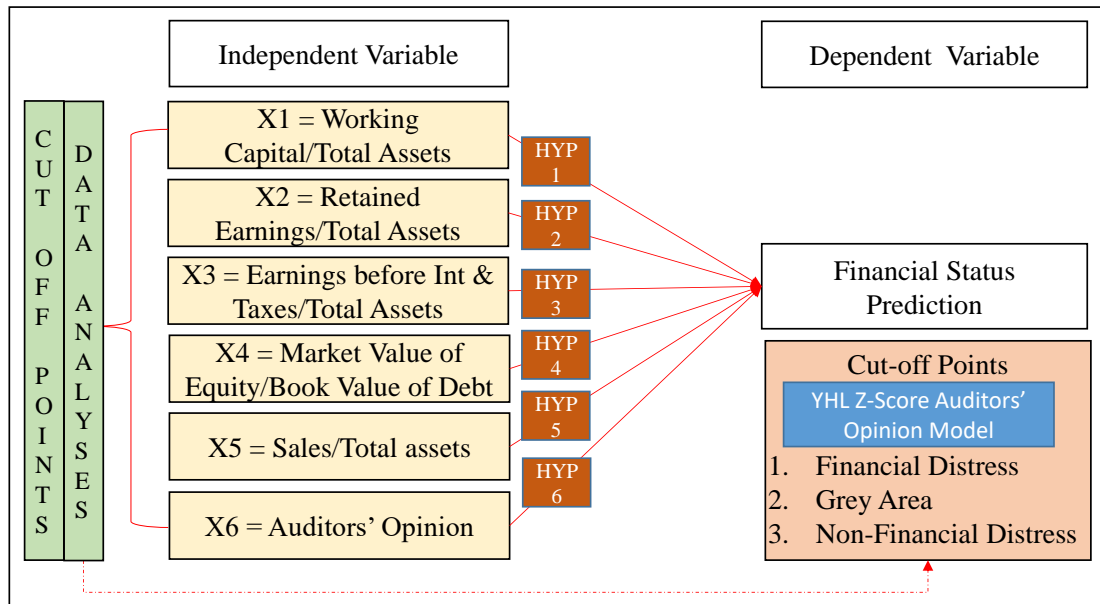 Independent Variable
Dependent Variable
CUT OFF POINTS
DATA ANALYSES
X1 = Working
Capital/Total Assets
HYP
1
X2 = Retained
Earnings/Total Assets
HYP
2
X3 = Earnings before Int &
Taxes/Total Assets
HYP
3
X4 = Market Value of
Equity/Book Value of Debt
HYP
4
X5 = Sales/Total assets
HYP
5
X6 = Auditors' Opinion
HYP
6
Financial Status
Prediction
Cut-off Points
YHL Z-Score Auditors'
Opinion Model
1. Financial Distress
2. Grey Area
3. Non-Financial Distress